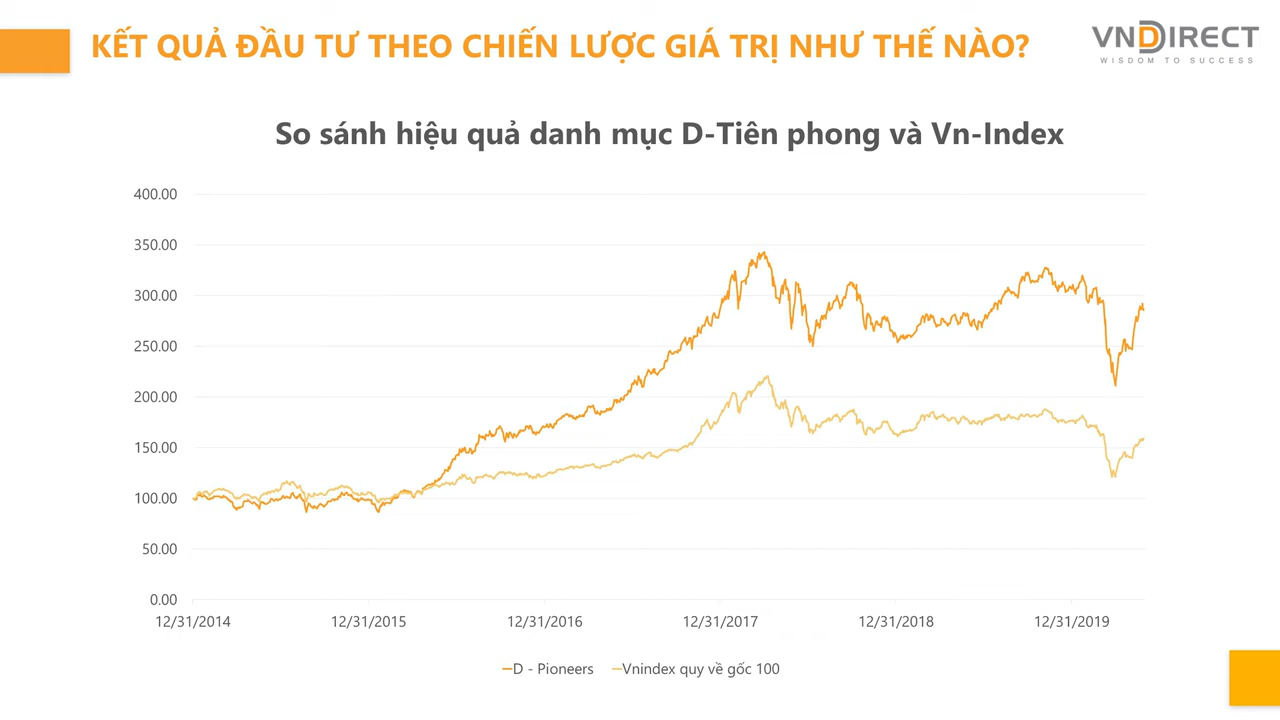 KẾT QUẢ ĐẦU TƯ THEO CHIẾN LƯỢC GIÁ TRỊ NHƯ THẾ NÀO?
VNDIRECT
WISDOM TO SUCCESS
So sánh hiệu quả danh mục D-Tiên phong và Vn-Index
400.00
350.00
300.00
250.00
200.00
150.00
100.00
50.00
0.00
12/31/2014 12/31/2015 12/31/2016 12/31/2017 12/31/2018 12/31/2019
D - Pioneers Vnindex quy về gốc 100